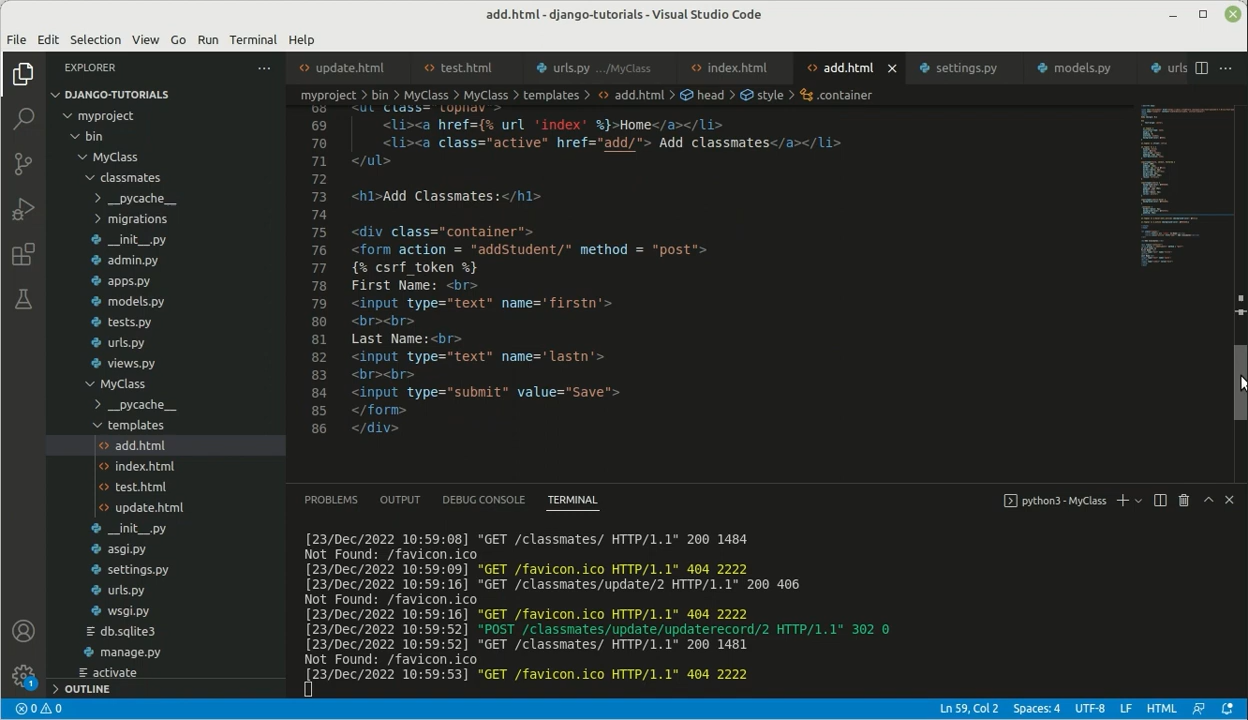 add.html - django-tutorials - Visual Studio Code
File Edit Selection View Go Run Terminal Help
EXPLORER
DJANGO-TUTORIALS
myproject
bin
MyClass
classmates
__pycache__
migrations
__init__.py
admin.py
apps.py
models.py
tests.py
urls.py
views.py
MyClass
__pycache__
templates
add.html
index.html
test.html
update.html
__init__.py
asgi.py
settings.py
urls.py
wsgi.py
db.sqlite3
manage.py
activate
OUTLINE
update.html test.html urls.py .../MyClass index.html add.html settings.py models.py urls
myproject > bin > MyClass > MyClass > templates > add.html > head > style > .container
68 <ul class="topnav">
69 <li><a href={% url 'index' %}>Home</a></li>
70 <li><a class="active" href="add/"> Add classmates</a></li>
71 </ul>
72
73 <h1>Add Classmates:</h1>
74
75 <div class="container">
76 <form action = "addStudent/" method = "post">
77 {% csrf_token %}
78 First Name: <br>
79 <input type="text" name='firstn'>
80 <br><br>
81 Last Name:<br>
82 <input type="text" name='lastn'>
83 <br><br>
84 <input type="submit" value="Save">
85 </form>
86 </div>
PROBLEMS OUTPUT DEBUG CONSOLE TERMINAL
python3 - MyClass
[23/Dec/2022 10:59:08] "GET /classmates/ HTTP/1.1" 200 1484
Not Found: /favicon.ico
[23/Dec/2022 10:59:09] "GET /favicon.ico HTTP/1.1" 404 2222
[23/Dec/2022 10:59:16] "GET /classmates/update/2 HTTP/1.1" 200 406
Not Found: /favicon.ico
[23/Dec/2022 10:59:16] "GET /favicon.ico HTTP/1.1" 404 2222
[23/Dec/2022 10:59:52] "POST /classmates/update/updaterecord/2 HTTP/1.1" 302 0
[23/Dec/2022 10:59:52] "GET /classmates/ HTTP/1.1" 200 1481
Not Found: /favicon.ico
[23/Dec/2022 10:59:53] "GET /favicon.ico HTTP/1.1" 404 2222
1
0 0
Ln 59, Col 2 Spaces: 4 UTF-8 LF HTML